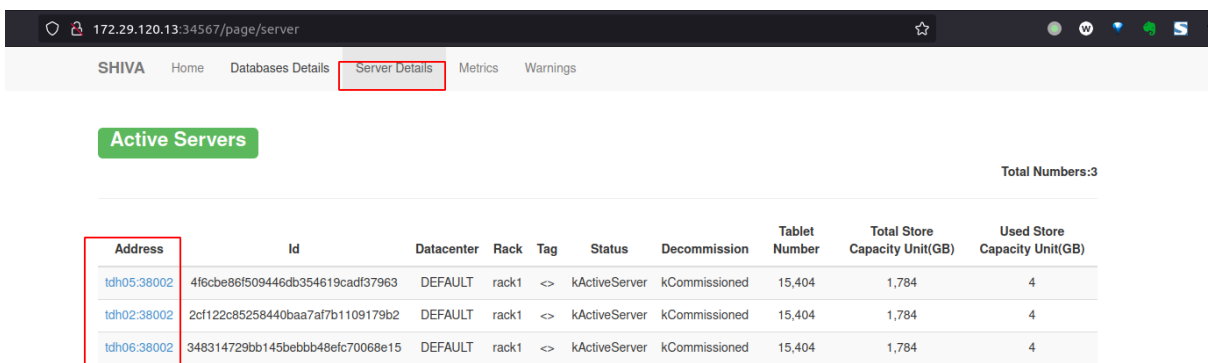 172.29.120.13:34567/page/server
SHIVA Home Databases Details Server Details Metrics Warnings
Active Servers
Total Numbers:3
Address Id Datacenter Rack Tag Status Decommission Tablet Number Total Store Capacity Unit(GB) Used Store Capacity Unit(GB)
tdh05:38002 4f6cbe86f509446db354619cadf37963 DEFAULT rack1 <> kActiveServer kCommissioned 15,404 1,784 4
tdh02:38002 2cf122c85258440baa7af7b1109179b2 DEFAULT rack1 <> kActiveServer kCommissioned 15,404 1,784 4
tdh06:38002 348314729bb145bebbb48efc70068e15 DEFAULT rack1 <> kActiveServer kCommissioned 15,404 1,784 4